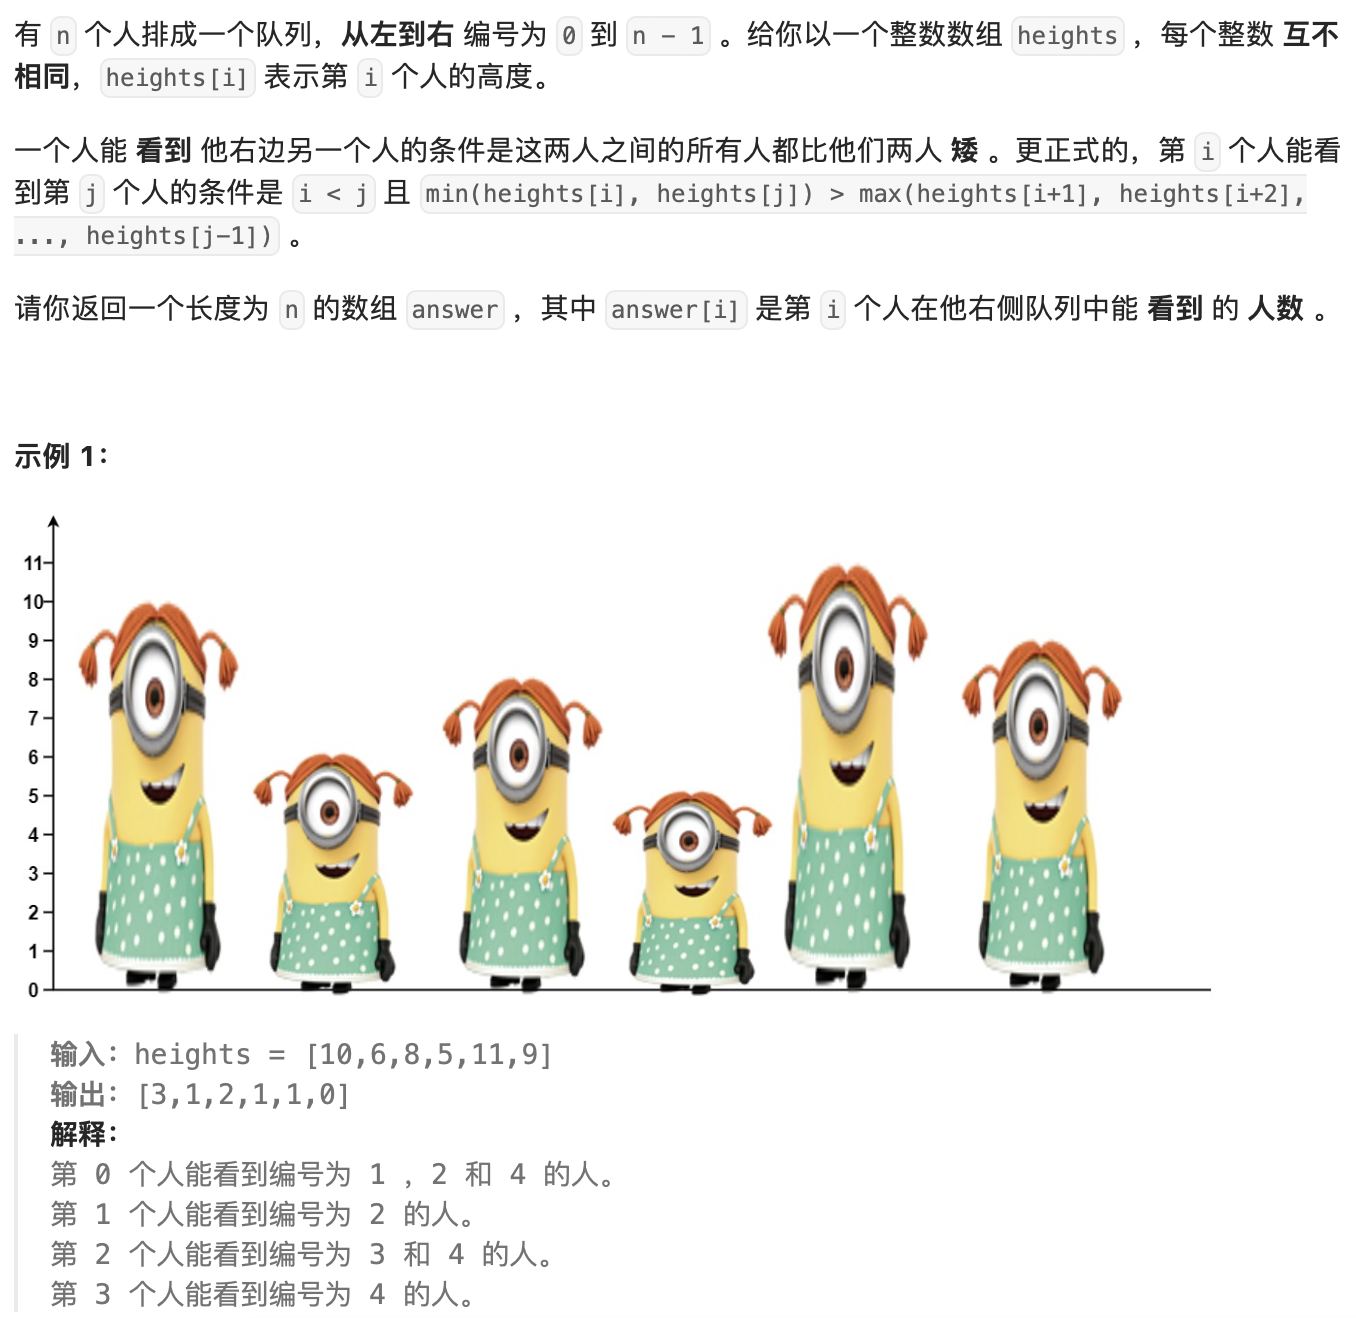 有 n 个人排成一个队列，从左到右 编号为 0 到 n - 1 。给你以一个整数数组 heights ，每个整数 互不
相同，heights[i] 表示第 i 个人的高度。
一个人能 看到 他右边另一个人的条件是这两人之间的所有人都比他们两人 矮 。更正式的，第 i 个人能看
到第 j 个人的条件是 i < j 且 min(heights[i], heights[j]) > max(heights[i+1], heights[i+2],
..., heights[j-1]) 。
请你返回一个长度为 n 的数组 answer ，其中 answer[i] 是第 i 个人在他右侧队列中能 看到 的 人数 。
示例 1：
11
10
9
8
7
6
5
4
3
2
1
0
输入：heights = [10,6,8,5,11,9]
输出：[3,1,2,1,1,0]
解释：
第 0 个人能看到编号为 1 ，2 和 4 的人。
第 1 个人能看到编号为 2 的人。
第 2 个人能看到编号为 3 和 4 的人。
第 3 个人能看到编号为 4 的人。